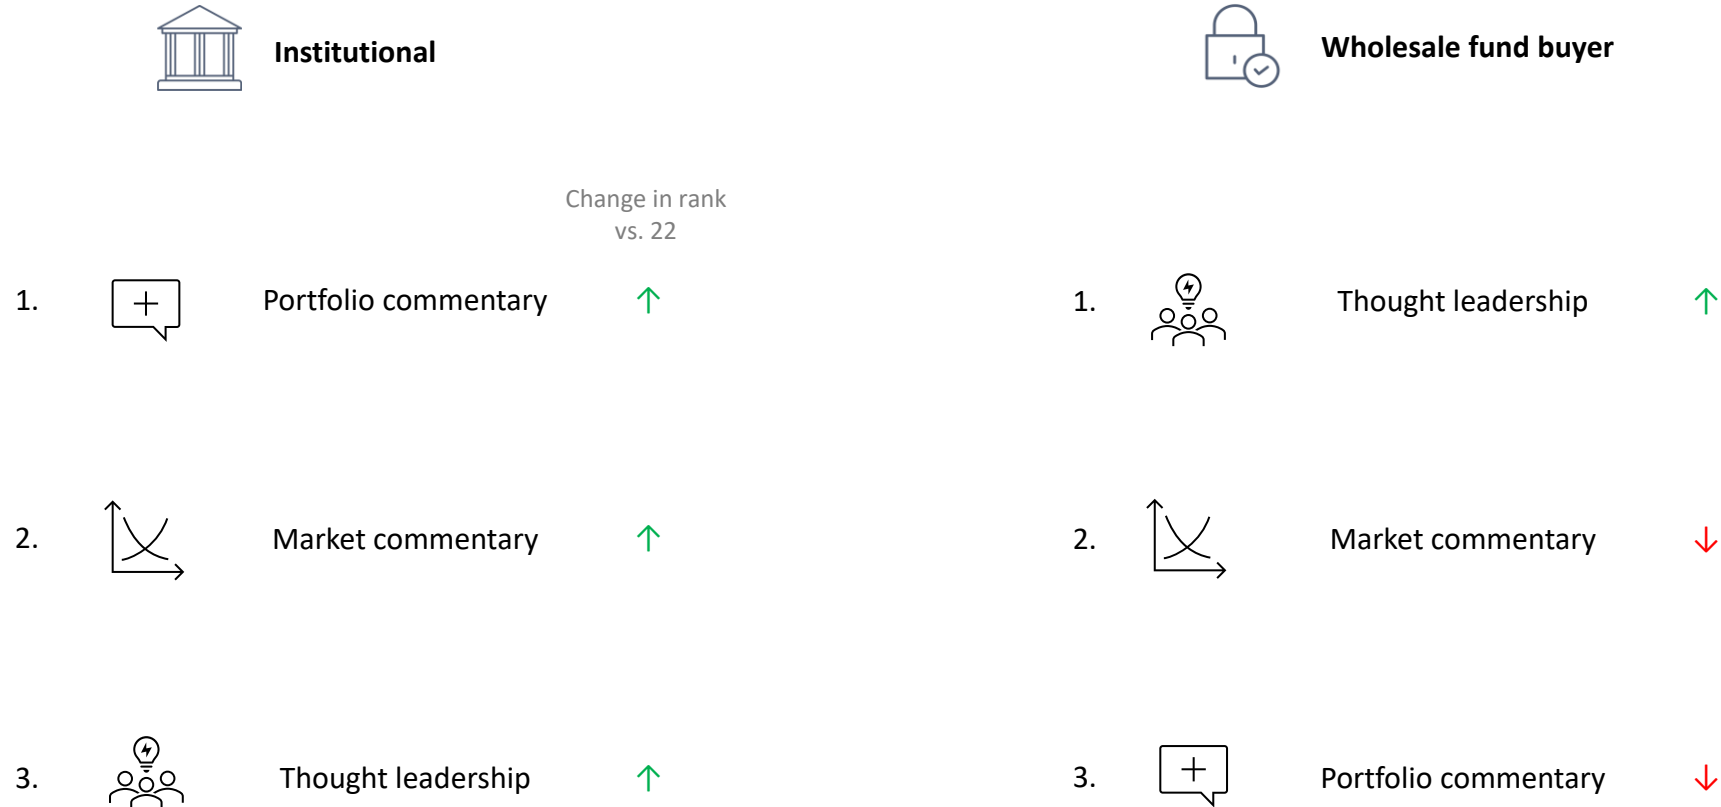 Institutional
Change in rank
vs. 22
1. Portfolio commentary ↑
2. Market commentary ↑
3. Thought leadership ↑
Wholesale fund buyer
1. Thought leadership ↑
2. Market commentary ↓
3. Portfolio commentary ↓